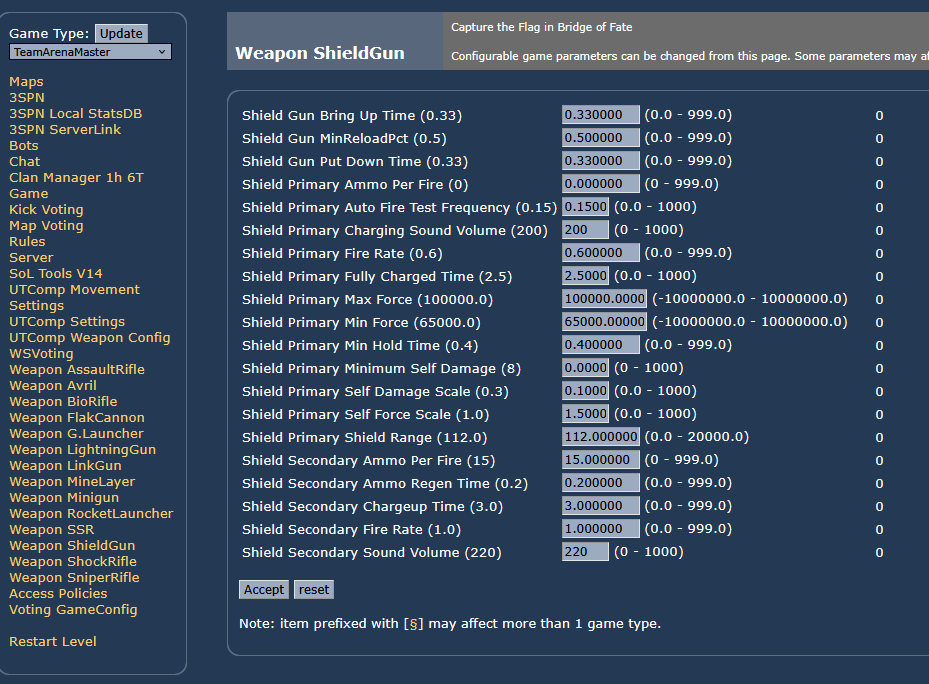 Game Type: Update
TeamArenaMaster
Maps
3SPN
3SPN Local StatsDB
3SPN ServerLink
Bots
Chat
Clan Manager 1h 6T
Game
Kick Voting
Map Voting
Rules
Server
SoL Tools V14
UTComp Movement
Settings
UTComp Settings
UTComp Weapon Config
WSVoting
Weapon AssaultRifle
Weapon Avril
Weapon BioRifle
Weapon FlakCannon
Weapon G.Launcher
Weapon LightningGun
Weapon LinkGun
Weapon MineLayer
Weapon Minigun
Weapon RocketLauncher
Weapon SSR
Weapon ShieldGun
Weapon ShockRifle
Weapon SniperRifle
Access Policies
Voting GameConfig
Restart Level
Weapon ShieldGun
Capture the Flag in Bridge of Fate
Configurable game parameters can be changed from this page. Some parameters may af
Shield Gun Bring Up Time (0.33) 0.330000 (0.0 - 999.0) 0
Shield Gun MinReloadPct (0.5) 0.500000 (0.0 - 999.0) 0
Shield Gun Put Down Time (0.33) 0.330000 (0.0 - 999.0) 0
Shield Primary Ammo Per Fire (0) 0.000000 (0 - 999.0) 0
Shield Primary Auto Fire Test Frequency (0.15) 0.1500 (0.0 - 1000) 0
Shield Primary Charging Sound Volume (200) 200 (0 - 1000) 0
Shield Primary Fire Rate (0.6) 0.600000 (0.0 - 999.0) 0
Shield Primary Fully Charged Time (2.5) 2.5000 (0.0 - 1000) 0
Shield Primary Max Force (100000.0) 100000.0000 (-10000000.0 - 10000000.0) 0
Shield Primary Min Force (65000.0) 65000.00000 (-10000000.0 - 10000000.0) 0
Shield Primary Min Hold Time (0.4) 0.400000 (0.0 - 999.0) 0
Shield Primary Minimum Self Damage (8) 0.0000 (0 - 1000) 0
Shield Primary Self Damage Scale (0.3) 0.1000 (0.0 - 1000) 0
Shield Primary Self Force Scale (1.0) 1.5000 (0.0 - 1000) 0
Shield Primary Shield Range (112.0) 112.000000 (0.0 - 20000.0) 0
Shield Secondary Ammo Per Fire (15) 15.000000 (0 - 999.0) 0
Shield Secondary Ammo Regen Time (0.2) 0.200000 (0.0 - 999.0) 0
Shield Secondary Chargeup Time (3.0) 3.000000 (0.0 - 999.0) 0
Shield Secondary Fire Rate (1.0) 1.000000 (0.0 - 999.0) 0
Shield Secondary Sound Volume (220) 220 (0 - 1000) 0
Accept reset
Note: item prefixed with [§] may affect more than 1 game type.